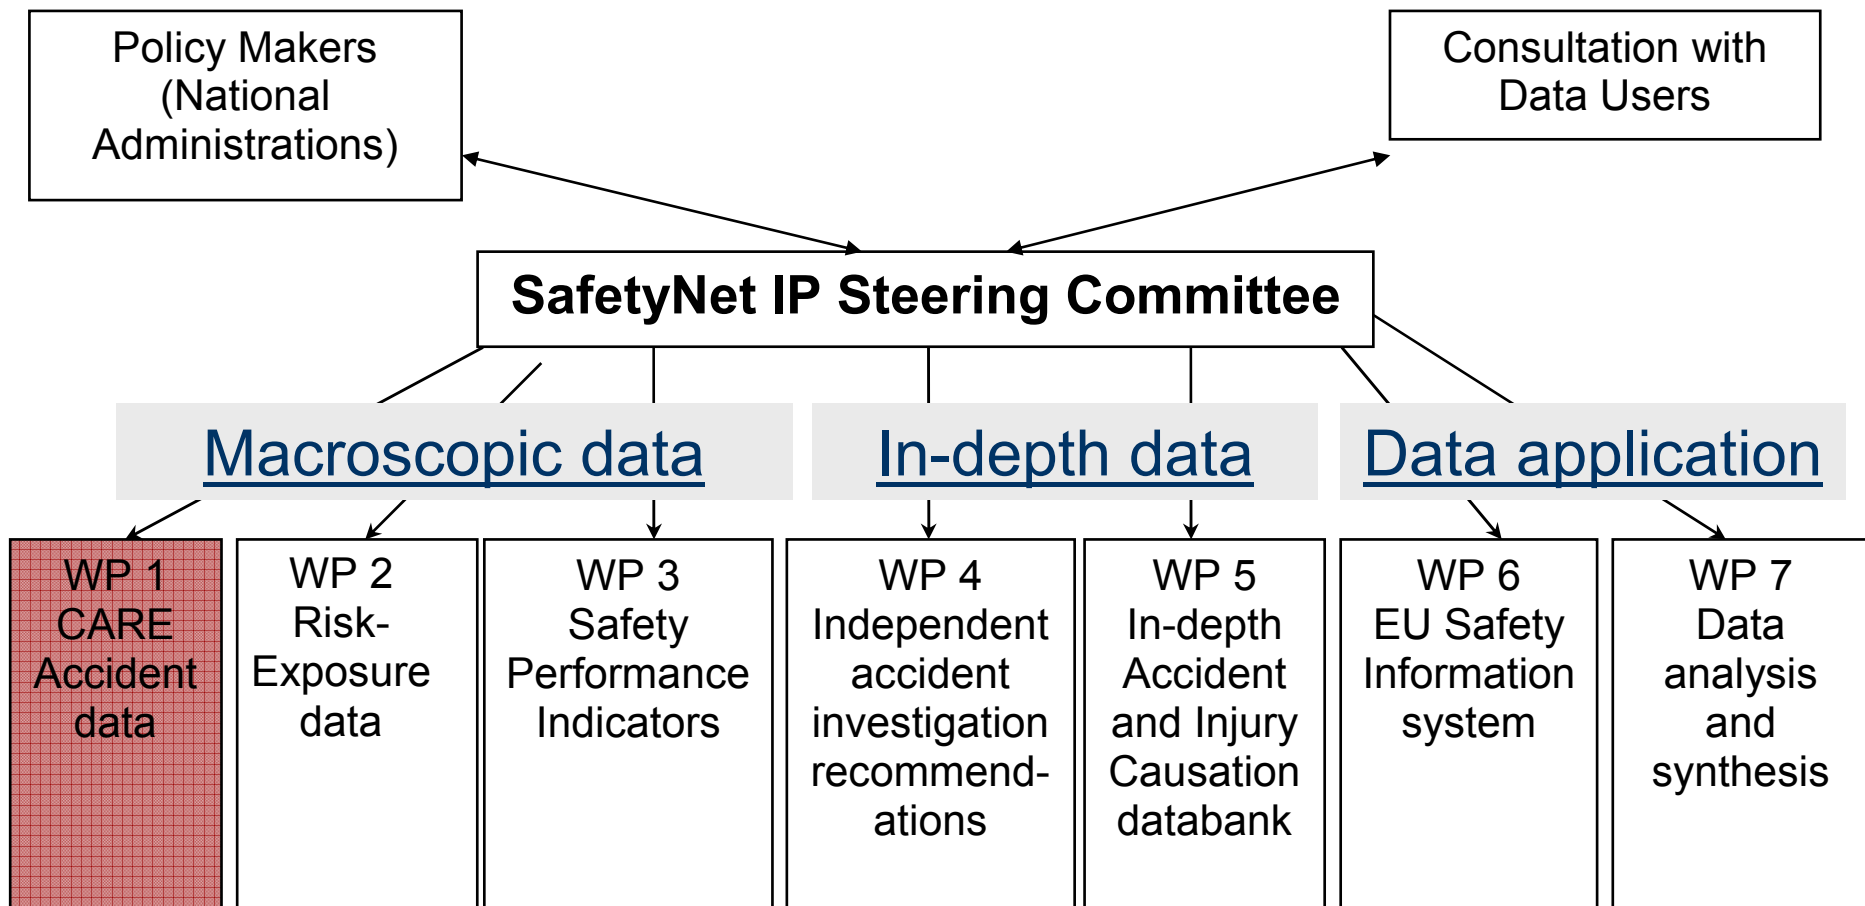 Policy Makers
(National
Administrations)
Consultation with
Data Users
SafetyNet IP Steering Committee
Macroscopic data
In-depth data
Data application
WP 1
CARE
Accident
data
WP 2
Risk-
Exposure
data
WP 3
Safety
Performance
Indicators
WP 4
Independent
accident
investigation
recommend-
ations
WP 5
In-depth
Accident
and Injury
Causation
databank
WP 6
EU Safety
Information
system
WP 7
Data
analysis
and
synthesis